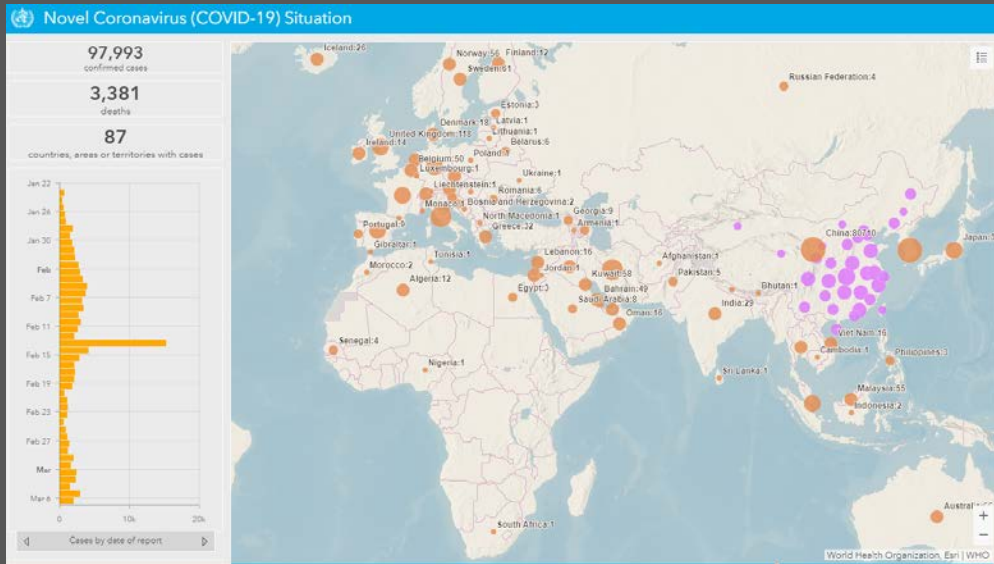 Novel Coronavirus (COVID-19) Situation
97,993
confirmed cases
3,381
deaths
87
countries, areas or territories with cases
Jan 22
Jan 26
Jan 30
Feb
Feb 7
Feb 11
Feb 15
Feb 19
Feb 23
Feb 27
Mar
Mar 6
0
10k
20k
Cases by date of report
Iceland:26
Norway:56
Finland:12
Sweden:61
Russian Federation:4
Estonia:3
Denmark:18
Latvia:1
United Kingdom:118
Lithuania:1
Ireland:14
Belarus:6
Belgium:50
Poland:1
Luxembourg:1
Ukraine:1
Liechtenstein:1
Romania:6
Monaco:1
Bosnia and Herzegovina:2
Portugal:9
North Macedonia:1
Georgia:9
Greece:32
Armenia:1
China:80710
Japan:
Gibraltar:1
Tunisia:1
Lebanon:16
Afghanistan:1
Morocco:2
Jordan:1
Kuwait:58
Pakistan:5
Algeria:12
Egypt:3
Bahrain:49
Bhutan:1
Saudi Arabia:8
India:29
Oman:16
Viet Nam:16
Senegal:4
Cambodia:1
Philippines:3
Nigeria:1
Sri Lanka:1
Malaysia:55
Indonesia:2
South Africa:1
World Health Organization, Esri | WHO